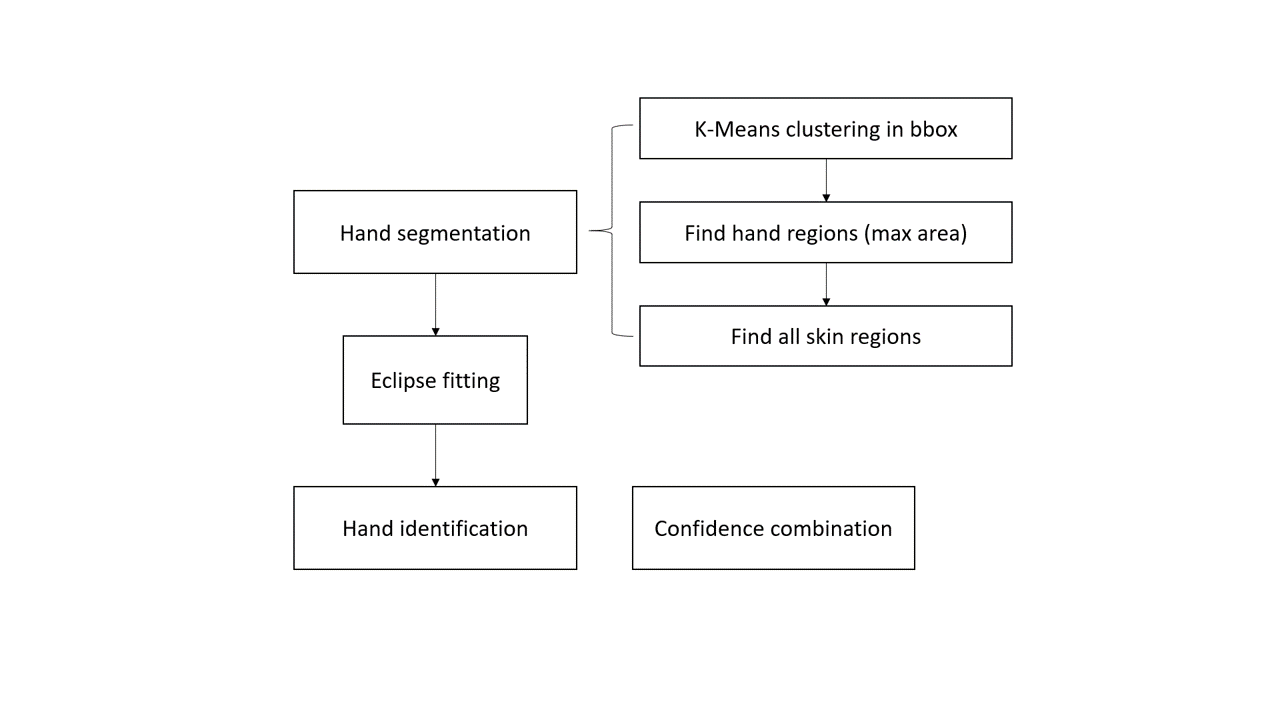 K-Means clustering in bbox
Hand segmentation
Find hand regions (max area)
Find all skin regions
Eclipse fitting
Hand identification
Confidence combination